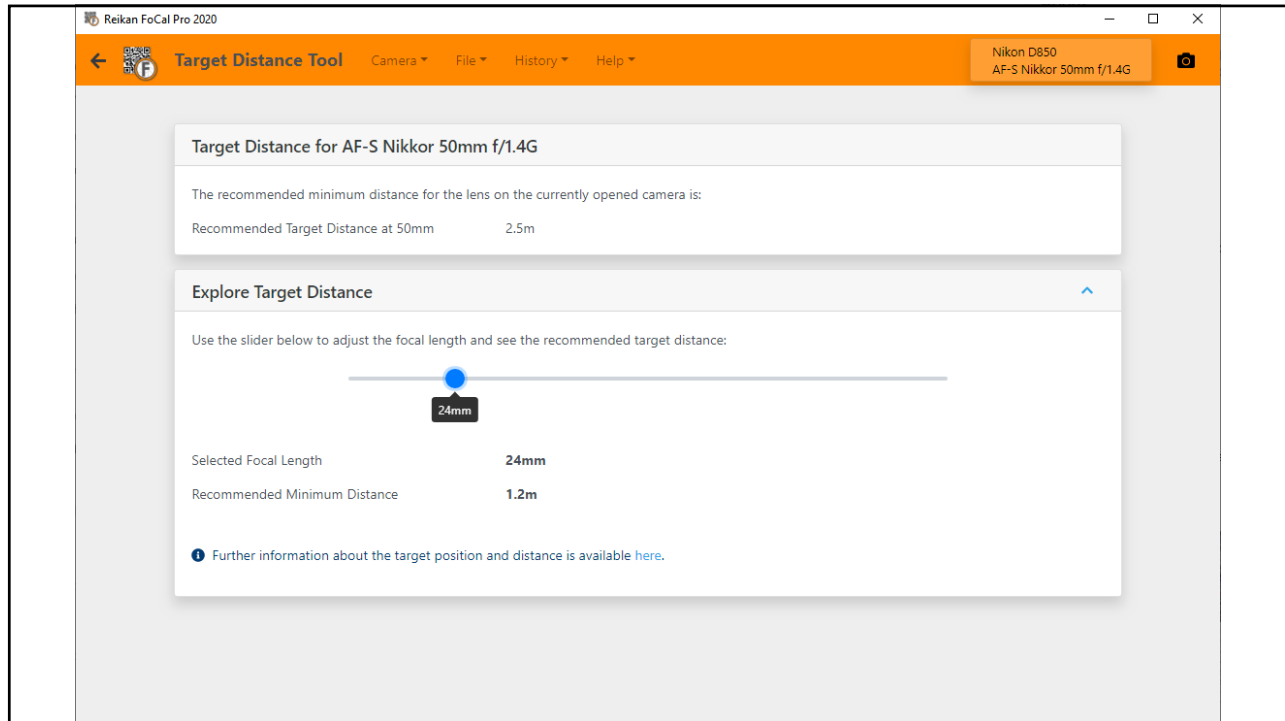 Reikan FoCal Pro 2020
Target Distance Tool Camera File History Help
Nikon D850
AF-S Nikkor 50mm f/1.4G
Target Distance for AF-S Nikkor 50mm f/1.4G
The recommended minimum distance for the lens on the currently opened camera is:
Recommended Target Distance at 50mm 2.5m
Explore Target Distance
Use the slider below to adjust the focal length and see the recommended target distance:
24mm
Selected Focal Length 24mm
Recommended Minimum Distance 1.2m
Further information about the target position and distance is available here.